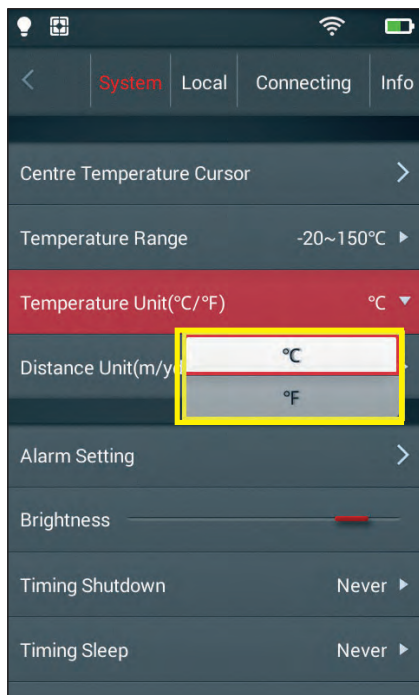 System Local Connecting Info
Centre Temperature Cursor
Temperature Range -20~150°C
Temperature Unit(°C/°F) °C
°C
Distance Unit(m/y
°F
Alarm Setting
Brightness
Timing Shutdown Never
Timing Sleep Never